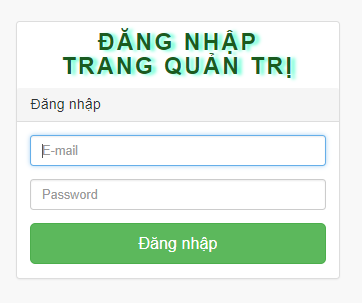 ĐĂNG NHẬP
TRANG QUẢN TRỊ
Đăng nhập
E-mail
Password
Đăng nhập